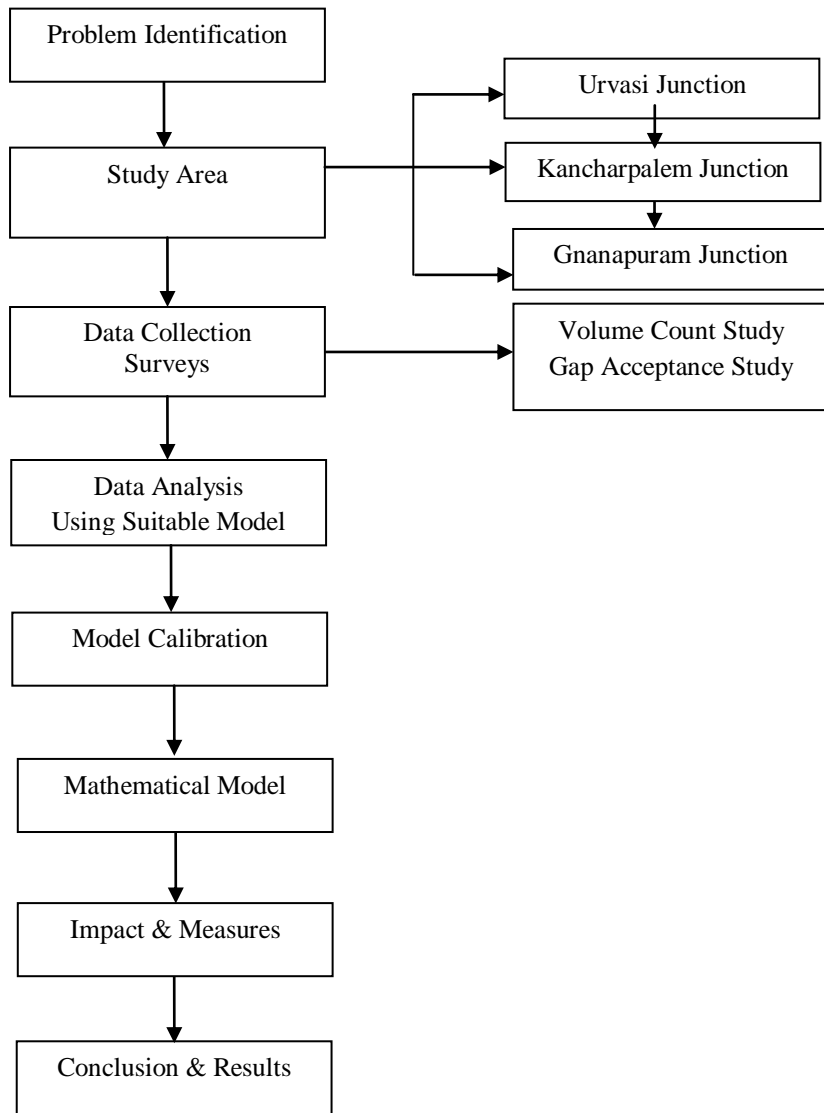 Problem Identification
Urvasi Junction
Study Area
Kancharpalem Junction
Gnanapuram Junction
Data Collection
Surveys
Volume Count Study
Gap Acceptance Study
Data Analysis
Using Suitable Model
Model Calibration
Mathematical Model
Impact & Measures
Conclusion & Results